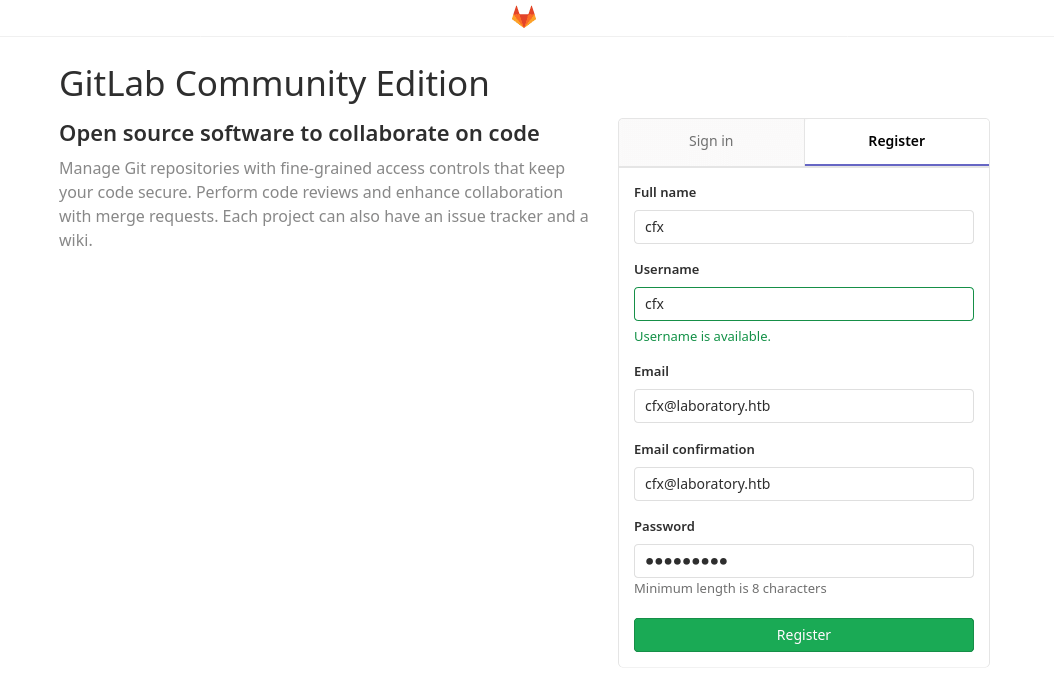 GitLab Community Edition
Open source software to collaborate on code
Manage Git repositories with fine-grained access controls that keep
your code secure. Perform code reviews and enhance collaboration
with merge requests. Each project can also have an issue tracker and a
wiki.
Sign in
Register
Full name
cfx
Username
cfx
Username is available.
Email
cfx@laboratory.htb
Email confirmation
cfx@laboratory.htb
Password
●●●●●●●●●
Minimum length is 8 characters
Register